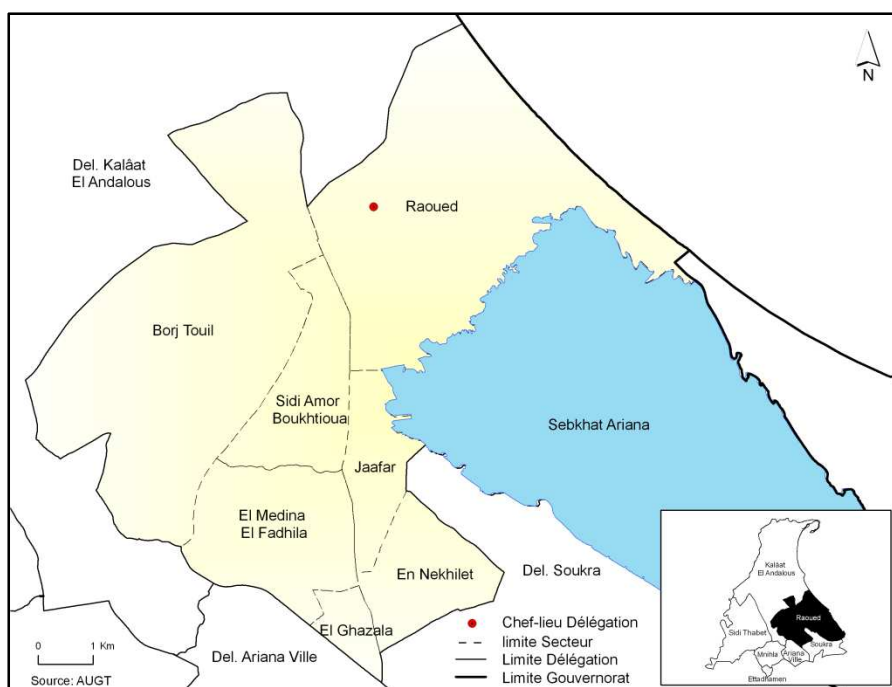 N
Del. Kalâat
El Andalous
Raoued
Borj Touil
Sidi Amor
Boukhtioua
Sebkhat Ariana
Jaafar
El Medina
El Fadhila
En Nekhilet
Del. Soukra
El Ghazala
Del. Ariana Ville
0 1 Km
Source: AUGT
Chef-lieu Délégation
limite Secteur
Limite Délégation
Limite Gouvernorat
Kalâat
El Andalous
Raoued
Sidi Thabet
Mnihla
Ariana
Ville
Soukra
Ettadhamen